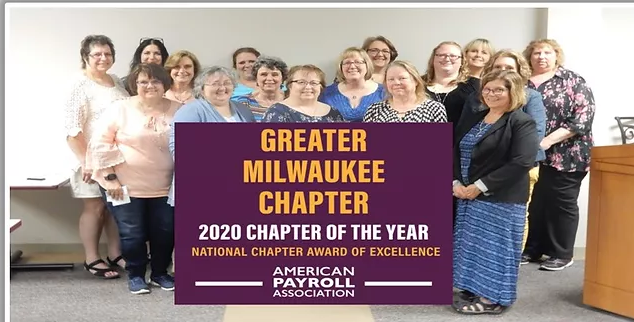 GREATER
MILWAUKEE
CHAPTER
2020 CHAPTER OF THE YEAR
NATIONAL CHAPTER AWARD OF EXCELLENCE
AMERICAN
PAYROLL
ASSOCIATION